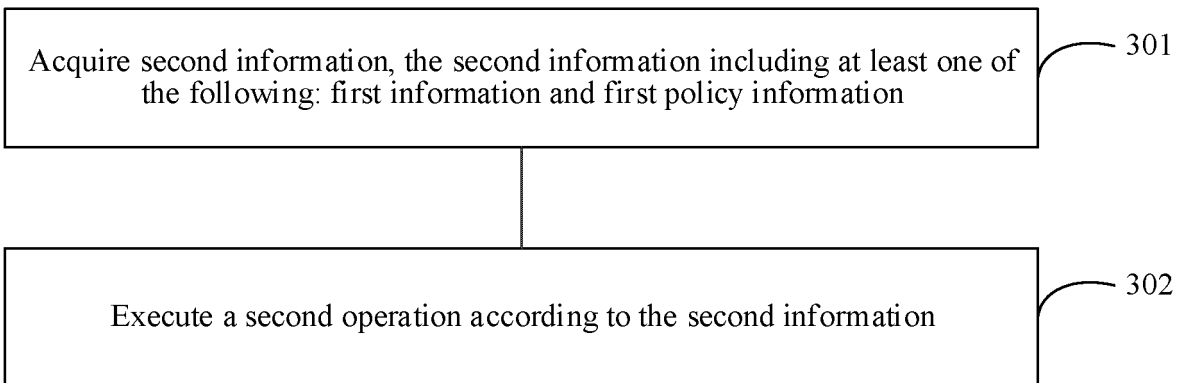 Acquire second information, the second information including at least one of
the following: first information and first policy information
301
Execute a second operation according to the second information
302